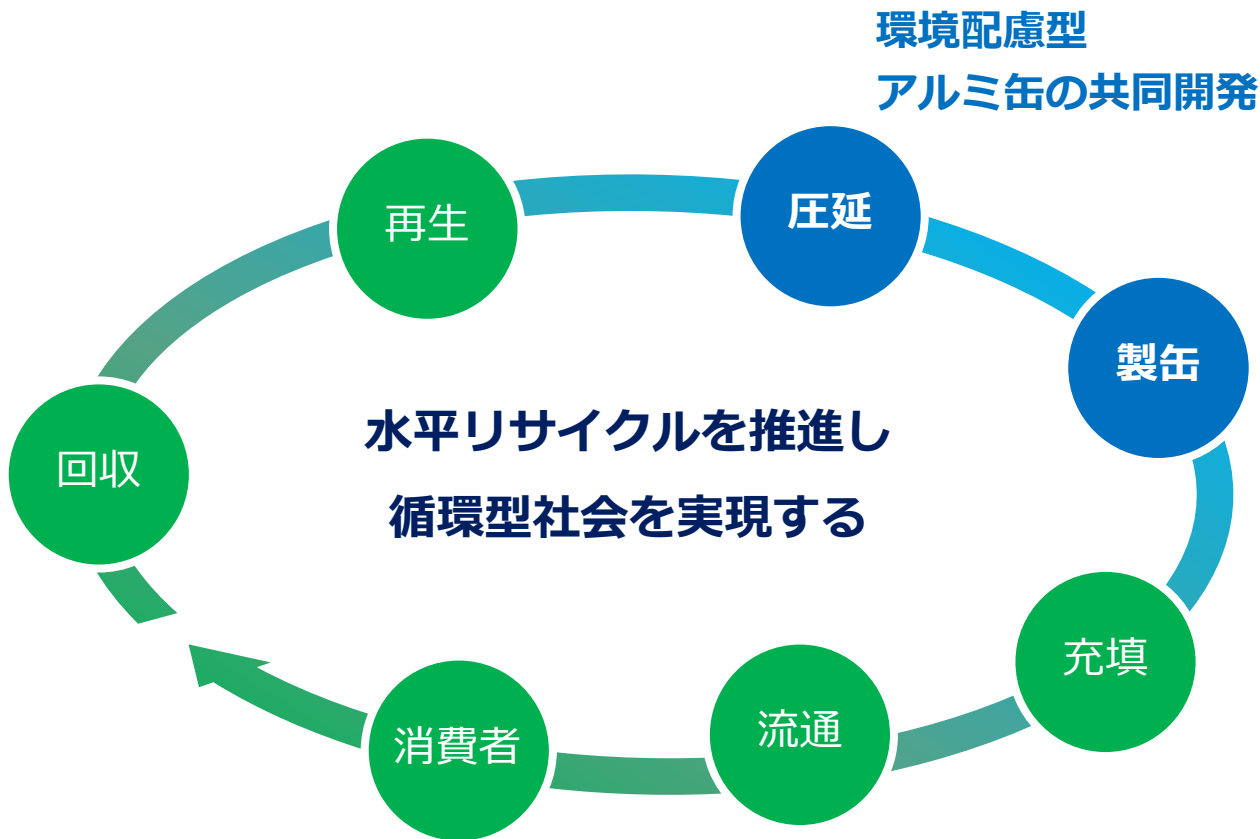 環境配慮型
アルミ缶の共同開発
再生
圧延
製缶
水平リサイクルを推進し
循環型社会を実現する
回収
充填
流通
消費者